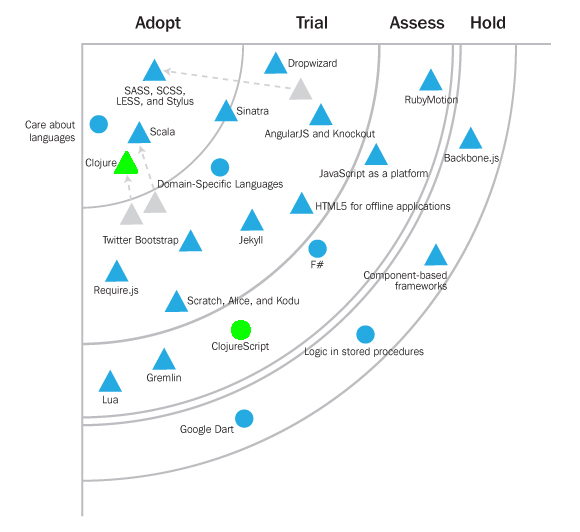 Adopt
Trial
Assess
Hold
Dropwizard
SASS, SCSS,
LESS, and Stylus
RubyMotion
Sinatra
Care about
languages
Scala
AngularJS and Knockout
Clojure
Backbone.js
JavaScript as a platform
Domain-Specific Languages
HTML5 for offline applications
Twitter Bootstrap
Jekyll
F#
Component-based
frameworks
Require.js
Scratch, Alice, and Kodu
ClojureScript
Logic in stored procedures
Gremlin
Lua
Google Dart